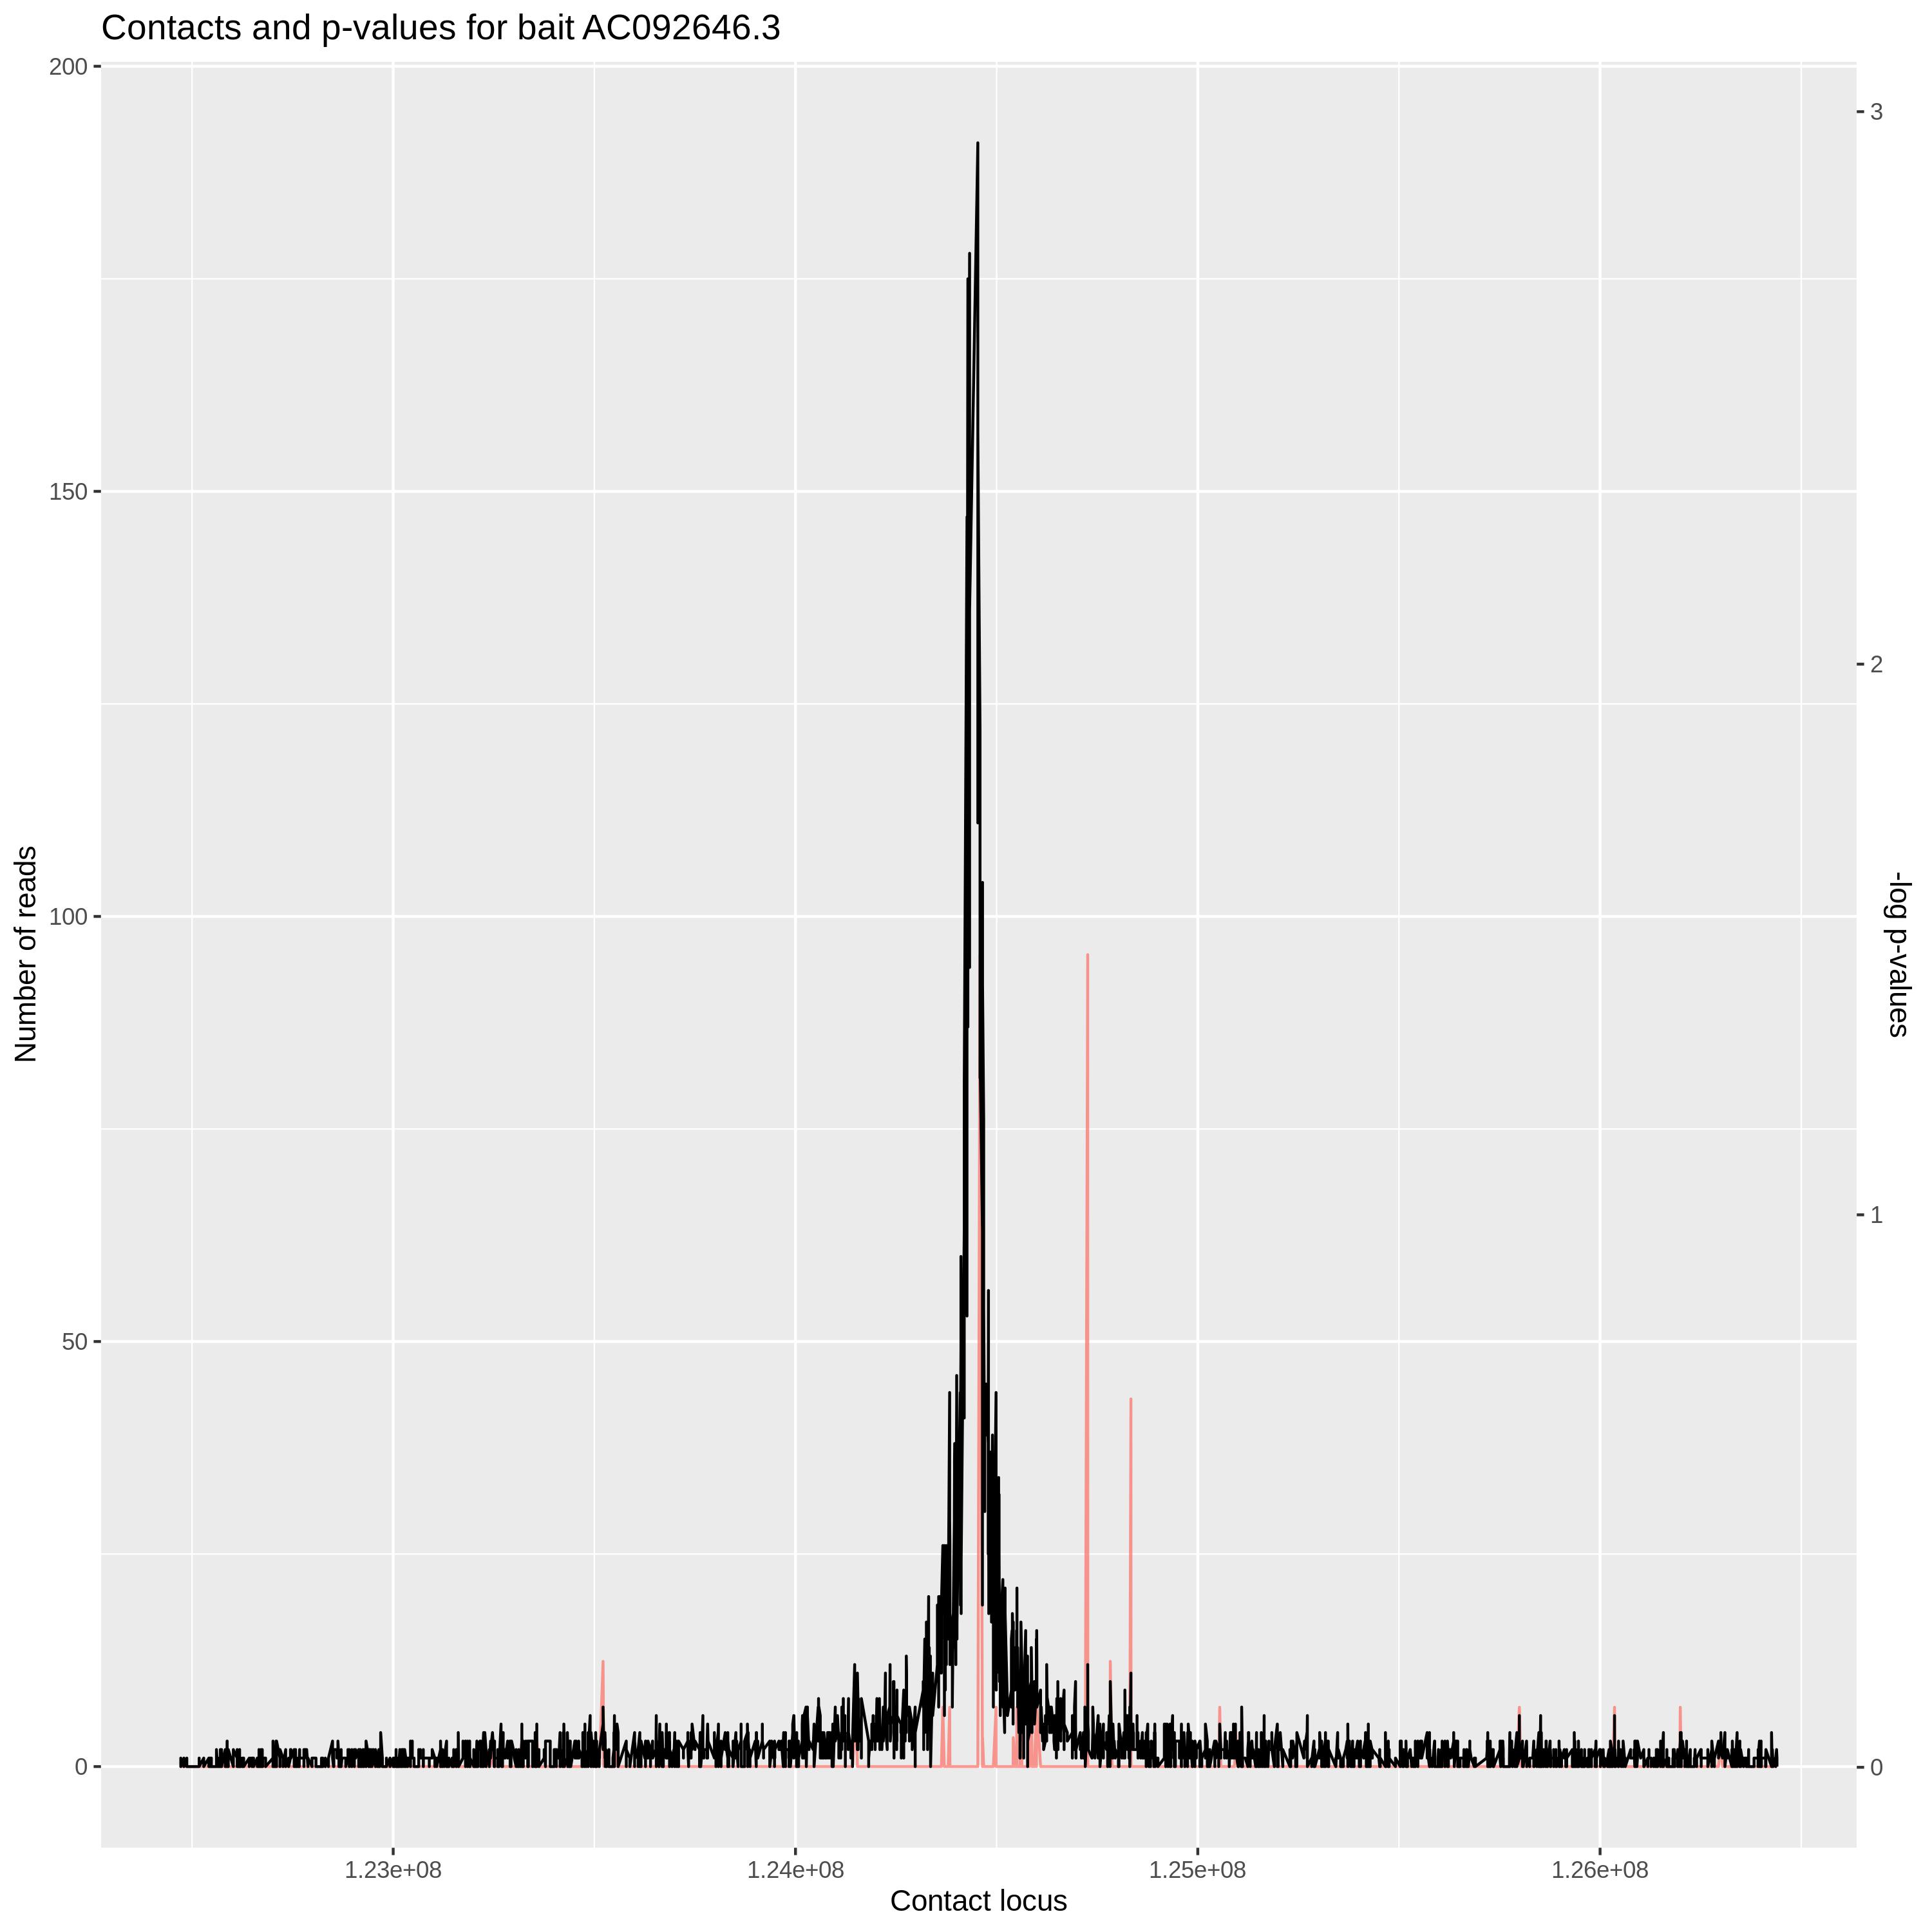 Contacts and p-values for bait AC092646.3
200
150
100
50
0
3
2
1
0
Number of reads
-log p-values
1.23e+08 1.24e+08 1.25e+08 1.26e+08
Contact locus